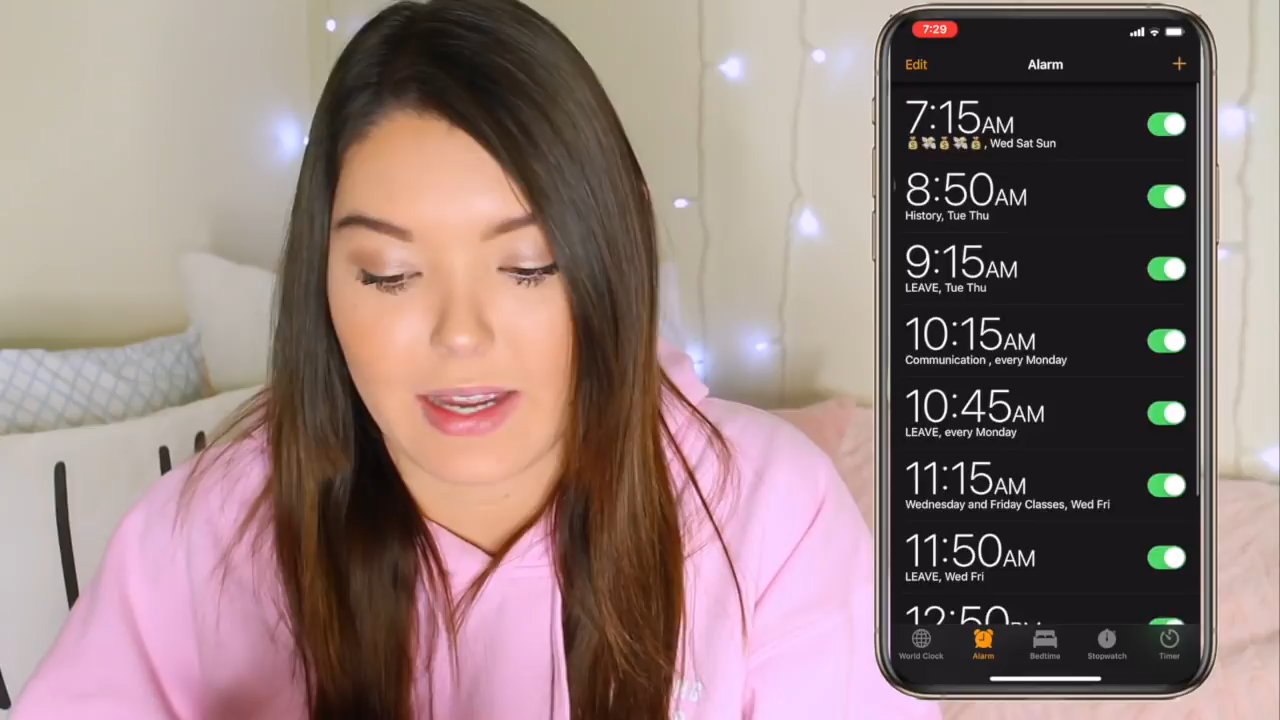 7:29
Edit
Alarm
+
7:15AM
💰💸💰💸💰, Wed Sat Sun
8:50AM
History, Tue Thu
9:15AM
LEAVE, Tue Thu
10:15AM
Communication , every Monday
10:45AM
LEAVE, every Monday
11:15AM
Wednesday and Friday Classes, Wed Fri
11:50AM
LEAVE, Wed Fri
12:50PM
World Clock
Alarm
Bedtime
Stopwatch
Timer